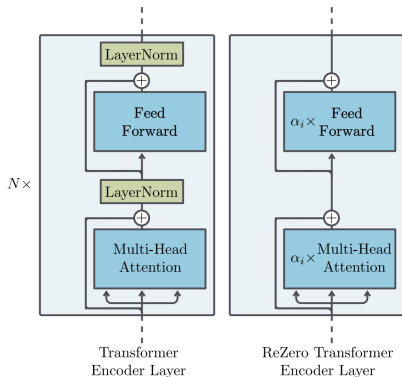 LayerNorm
+
Feed
Forward
LayerNorm
+
Multi-Head
Attention
N×
Transformer
Encoder Layer
+
αᵢ× Feed
Forward
+
αᵢ× Multi-Head
Attention
ReZero Transformer
Encoder Layer